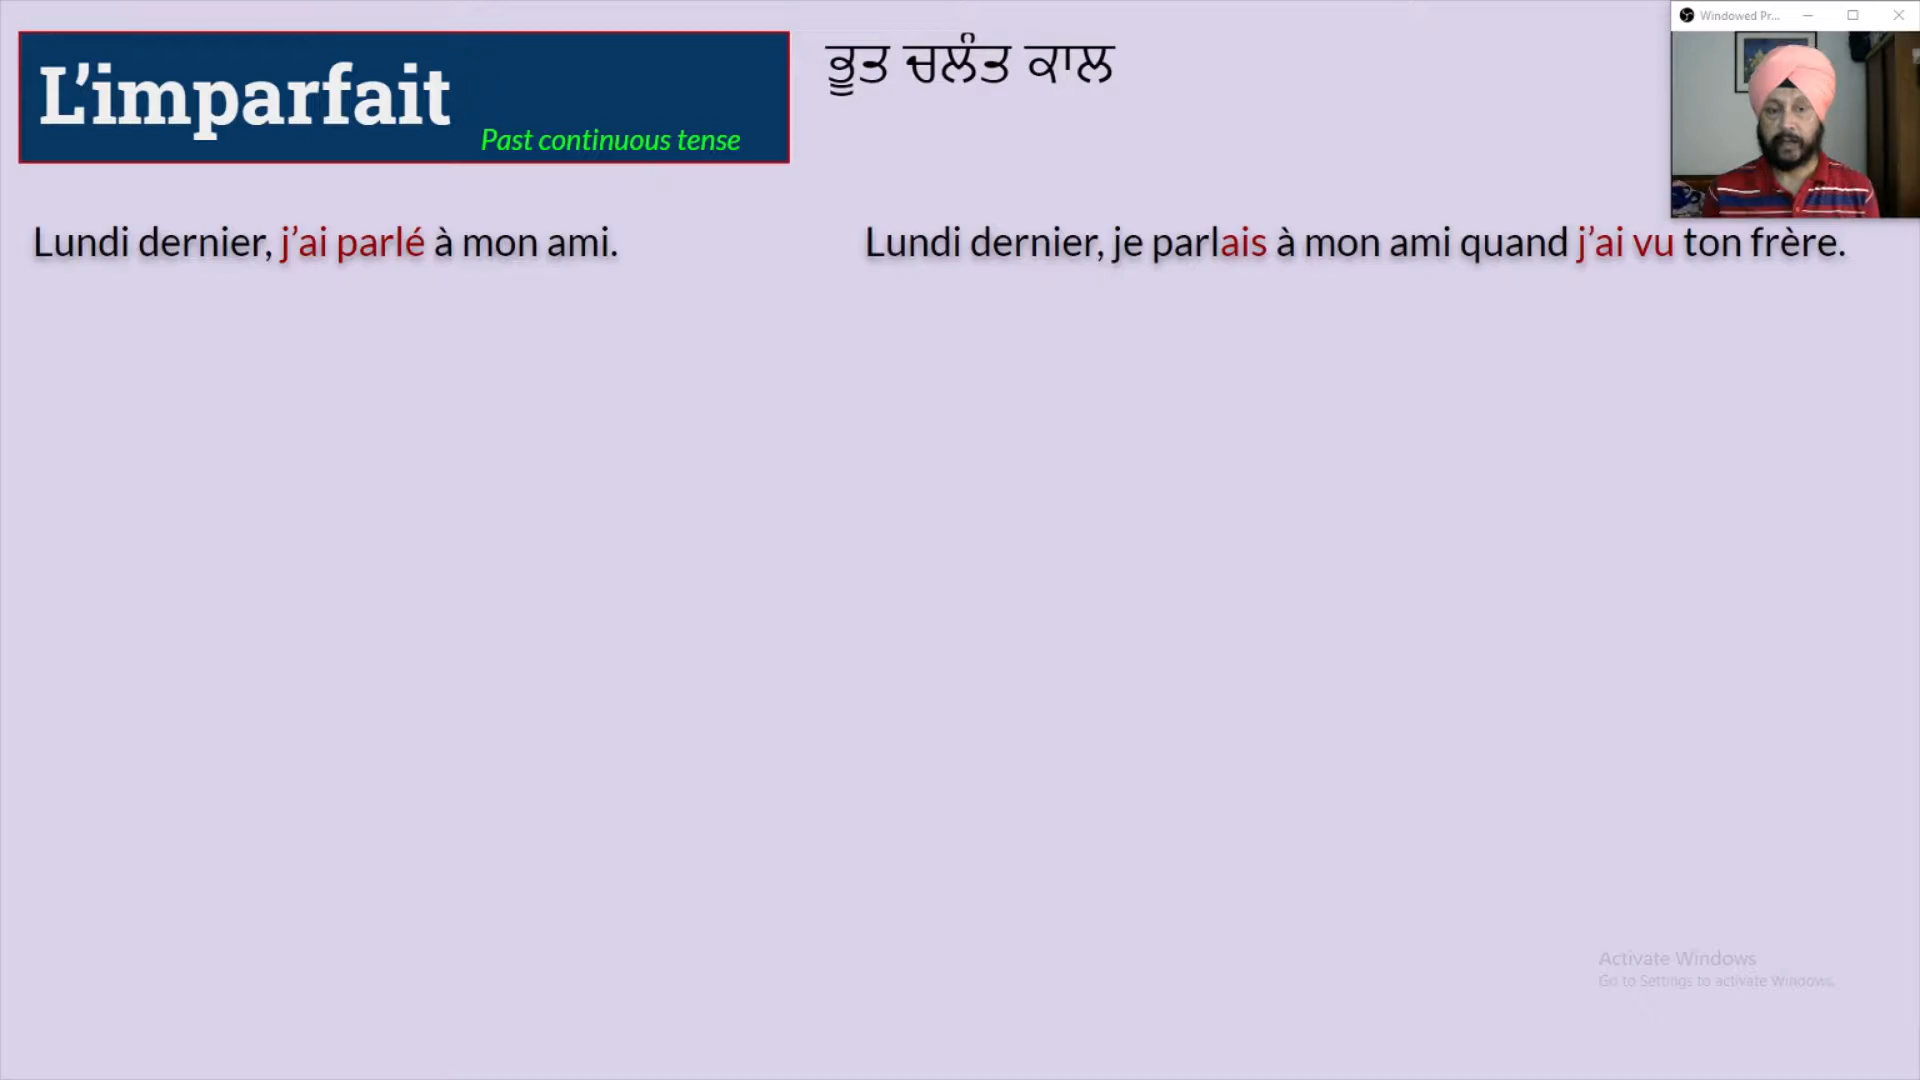 L’imparfait
Past continuous tense
ਭੂਤ ਚਲੰਤ ਕਾਲ
Windowed Pr...
Lundi dernier, j’ai parlé à mon ami.
Lundi dernier, je parlais à mon ami quand j’ai vu ton frère.
Activate Windows
Go to Settings to activate Windows.